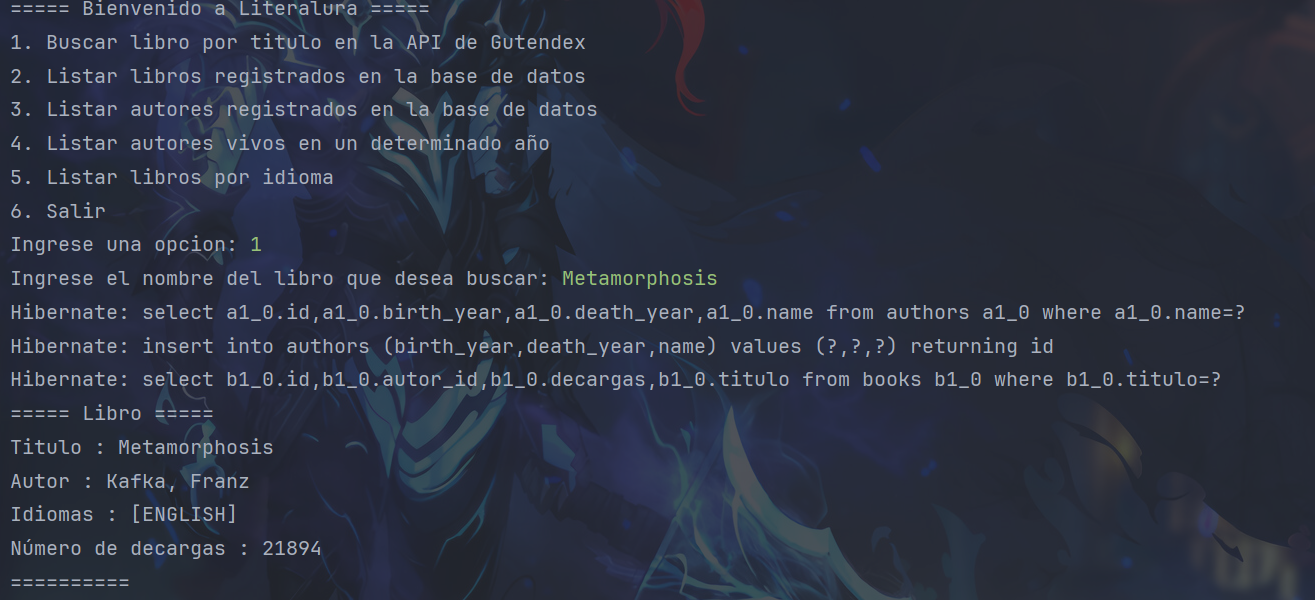 ===== Bienvenido a Literalura =====
1. Buscar libro por titulo en la API de Gutendex
2. Listar libros registrados en la base de datos
3. Listar autores registrados en la base de datos
4. Listar autores vivos en un determinado año
5. Listar libros por idioma
6. Salir
Ingrese una opcion: 1
Ingrese el nombre del libro que desea buscar: Metamorphosis
Hibernate: select a1_0.id,a1_0.birth_year,a1_0.death_year,a1_0.name from authors a1_0 where a1_0.name=?
Hibernate: insert into authors (birth_year,death_year,name) values (?,?,?) returning id
Hibernate: select b1_0.id,b1_0.autor_id,b1_0.decargas,b1_0.titulo from books b1_0 where b1_0.titulo=?
===== Libro =====
Titulo : Metamorphosis
Autor : Kafka, Franz
Idiomas : [ENGLISH]
Número de decargas : 21894
==========